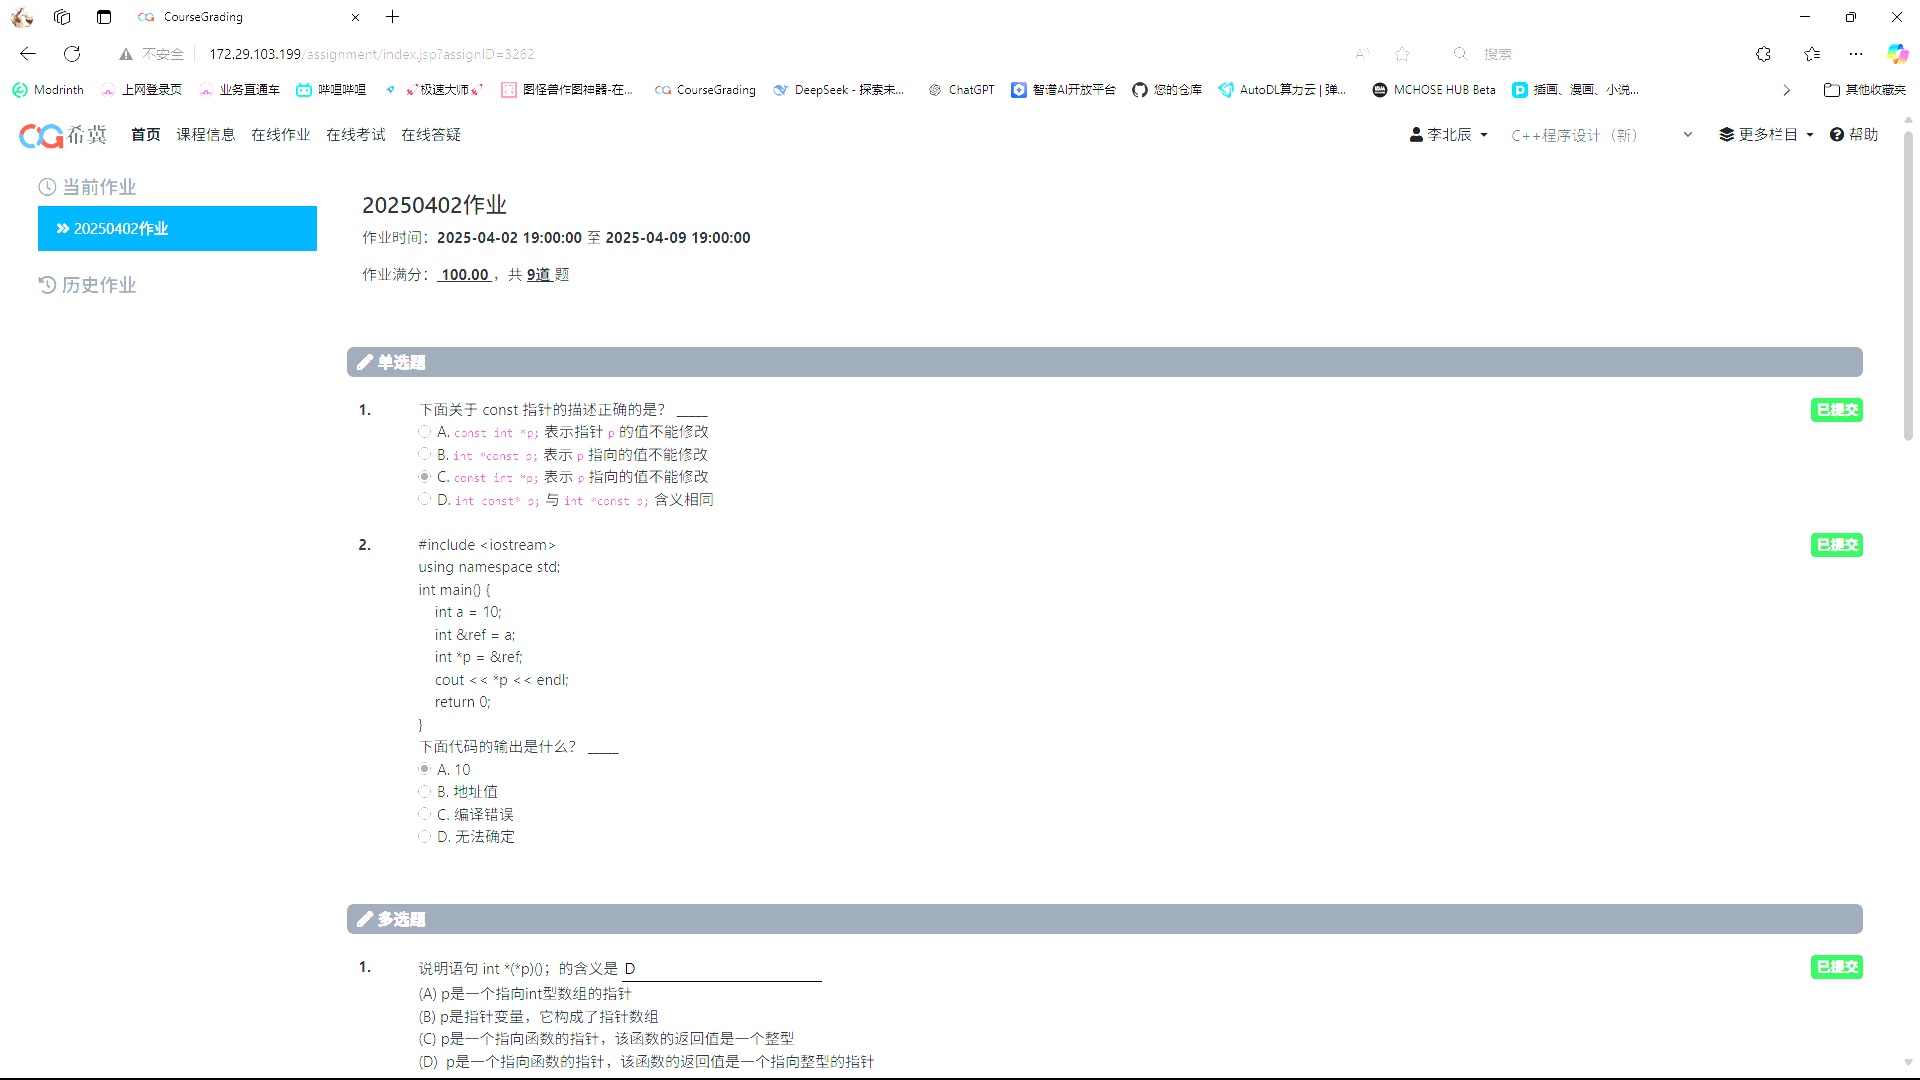 CourseGrading
不安全
172.29.103.199/assignment/index.jsp?assignID=3262
搜索
Modrinth
上网登录页
业务直通车
哔哩哔哩
🚀极速大师🚀
图怪兽作图神器-在...
CourseGrading
DeepSeek - 探索未...
ChatGPT
智谱AI开放平台
您的仓库
AutoDL算力云 | 弹...
MCHOSE HUB Beta
插画、漫画、小说...
其他收藏夹
CG希冀
首页
课程信息
在线作业
在线考试
在线答疑
李北辰
C++程序设计（新）
更多栏目
帮助
当前作业
20250402作业
历史作业
20250402作业
作业时间：2025-04-02 19:00:00 至 2025-04-09 19:00:00
作业满分： 100.00 ，共 9道 题
单选题
1. 下面关于 const 指针的描述正确的是？ ____
已提交
A. const int *p; 表示指针 p 的值不能修改
B. int *const p; 表示 p 指向的值不能修改
C. const int *p; 表示 p 指向的值不能修改
D. int const* p; 与 int *const p; 含义相同
2. #include <iostream>
已提交
using namespace std;
int main() {
int a = 10;
int &ref = a;
int *p = &ref;
cout << *p << endl;
return 0;
}
下面代码的输出是什么？ ____
A. 10
B. 地址值
C. 编译错误
D. 无法确定
多选题
1. 说明语句 int *(*p)()；的含义是 D
已提交
(A) p是一个指向int型数组的指针
(B) p是指针变量，它构成了指针数组
(C) p是一个指向函数的指针，该函数的返回值是一个整型
(D) p是一个指向函数的指针，该函数的返回值是一个指向整型的指针